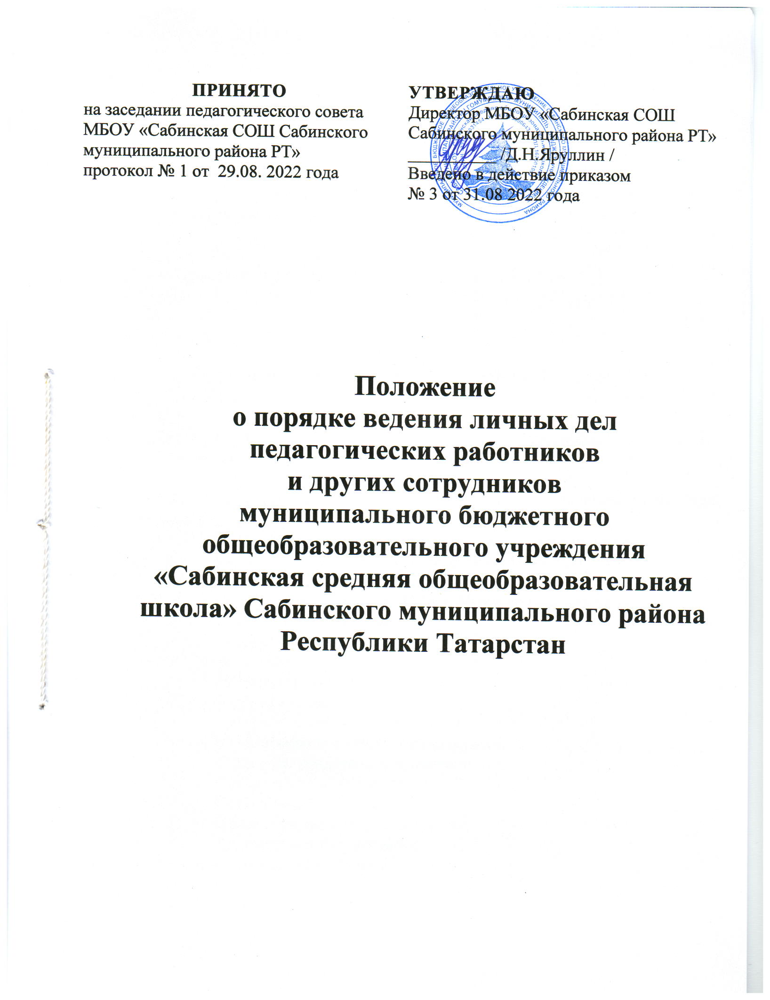 ПРИНЯТО
на заседании педагогического совета
МБОУ «Сабинская СОШ Сабинского
муниципального района РТ»
протокол № 1 от 29.08. 2022 года
УТВЕРЖДАЮ
Директор МБОУ «Сабинская СОШ
Сабинского муниципального района РТ»
__________ /Д.Н.Яруллин /
Введено в действие приказом
№ 3 от 31.08 2022 года
Положение
о порядке ведения личных дел
педагогических работников
и других сотрудников
муниципального бюджетного
общеобразовательного учреждения
«Сабинская средняя общеобразовательная
школа» Сабинского муниципального района
Республики Татарстан